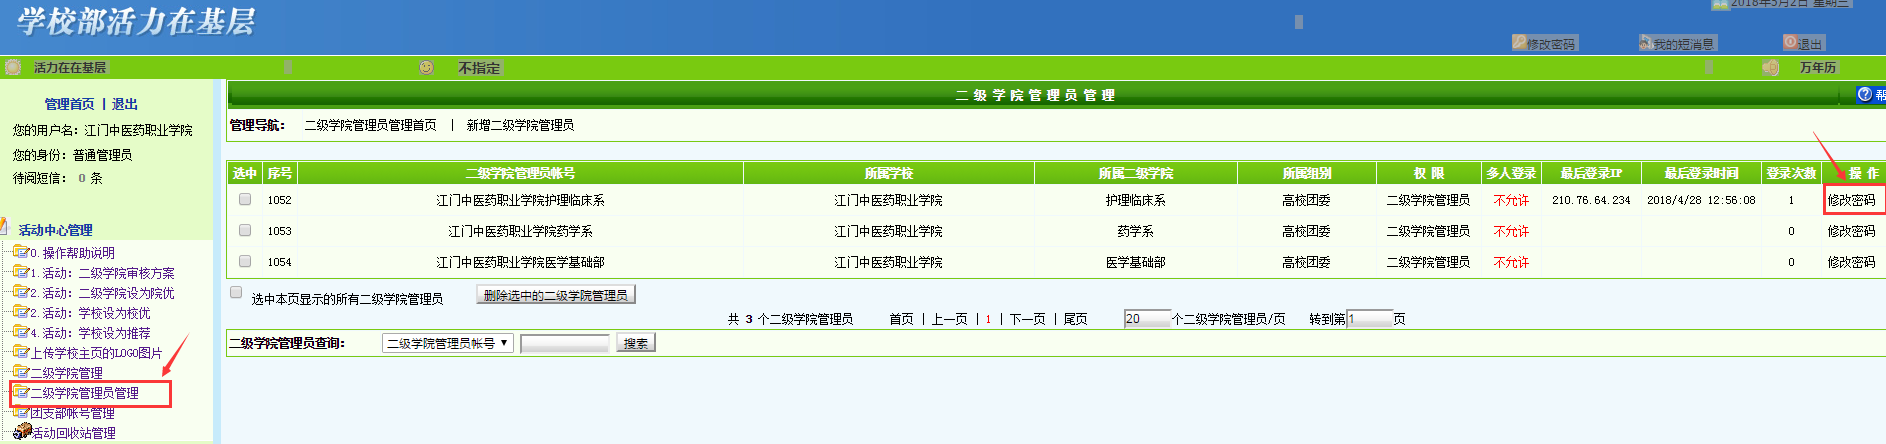 学校部活力在基层
2018年5月2日 星期三
修改密码 我的短消息 退出
活力在在基层 不指定 万年历
管理首页 | 退出
您的用户名：江门中医药职业学院
您的身份：普通管理员
待阅短信： 0 条
活动中心管理
0.操作帮助说明
1.活动：二级学院审核方案
2.活动：二级学院设为院优
2.活动：学校设为校优
4.活动：学校设为推荐
上传学校主页的LOGO图片
二级学院管理
二级学院管理员管理
团支部帐号管理
活动回收站管理
二级学院管理员管理
管理导航： 二级学院管理员管理首页 | 新增二级学院管理员
选中 序号 二级学院管理员帐号 所属学校 所属二级学院 所属组别 权 限 多人登录 最后登录IP 最后登录时间 登录次数 操 作
1052 江门中医药职业学院护理临床系 江门中医药职业学院 护理临床系 高校团委 二级学院管理员 不允许 210.76.64.234 2018/4/28 12:56:08 1 修改密码
1053 江门中医药职业学院药学系 江门中医药职业学院 药学系 高校团委 二级学院管理员 不允许 0 修改密码
1054 江门中医药职业学院医学基础部 江门中医药职业学院 医学基础部 高校团委 二级学院管理员 不允许 0 修改密码
选中本页显示的所有二级学院管理员 删除选中的二级学院管理员
共 3 个二级学院管理员 首页 | 上一页 | 1 | 下一页 | 尾页 20 个二级学院管理员/页 转到第 1 页
二级学院管理员查询： 二级学院管理员帐号 搜索